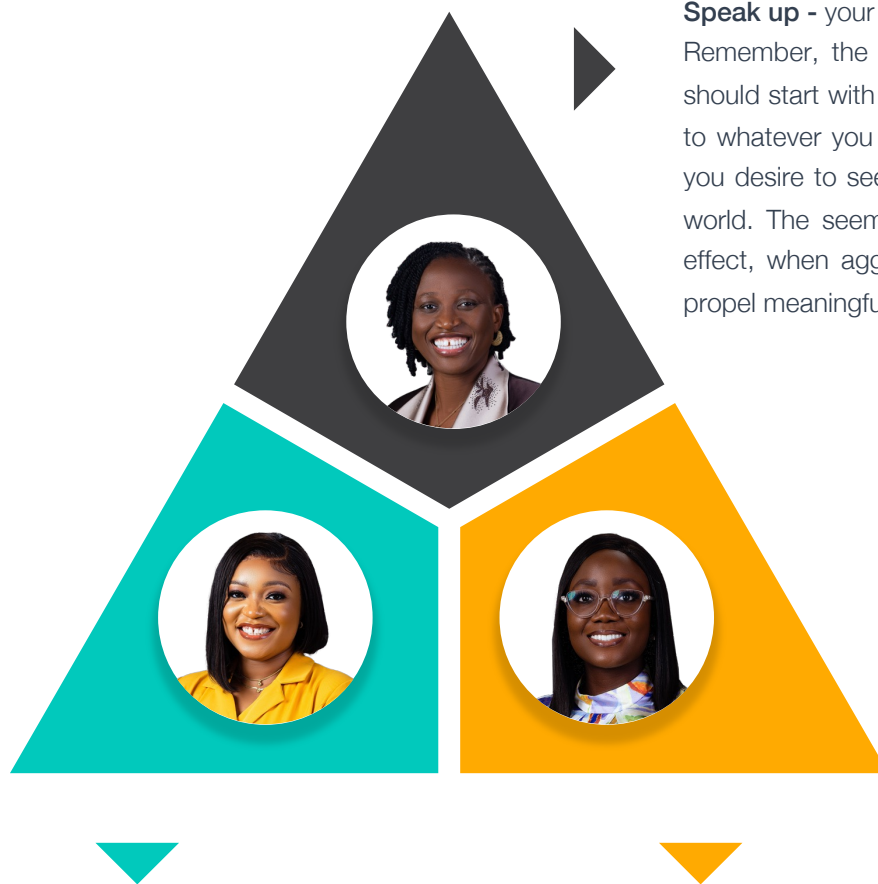 Speak up - your
Remember, the
should start with
to whatever you
you desire to see
world. The seem
effect, when agg
propel meaningfu